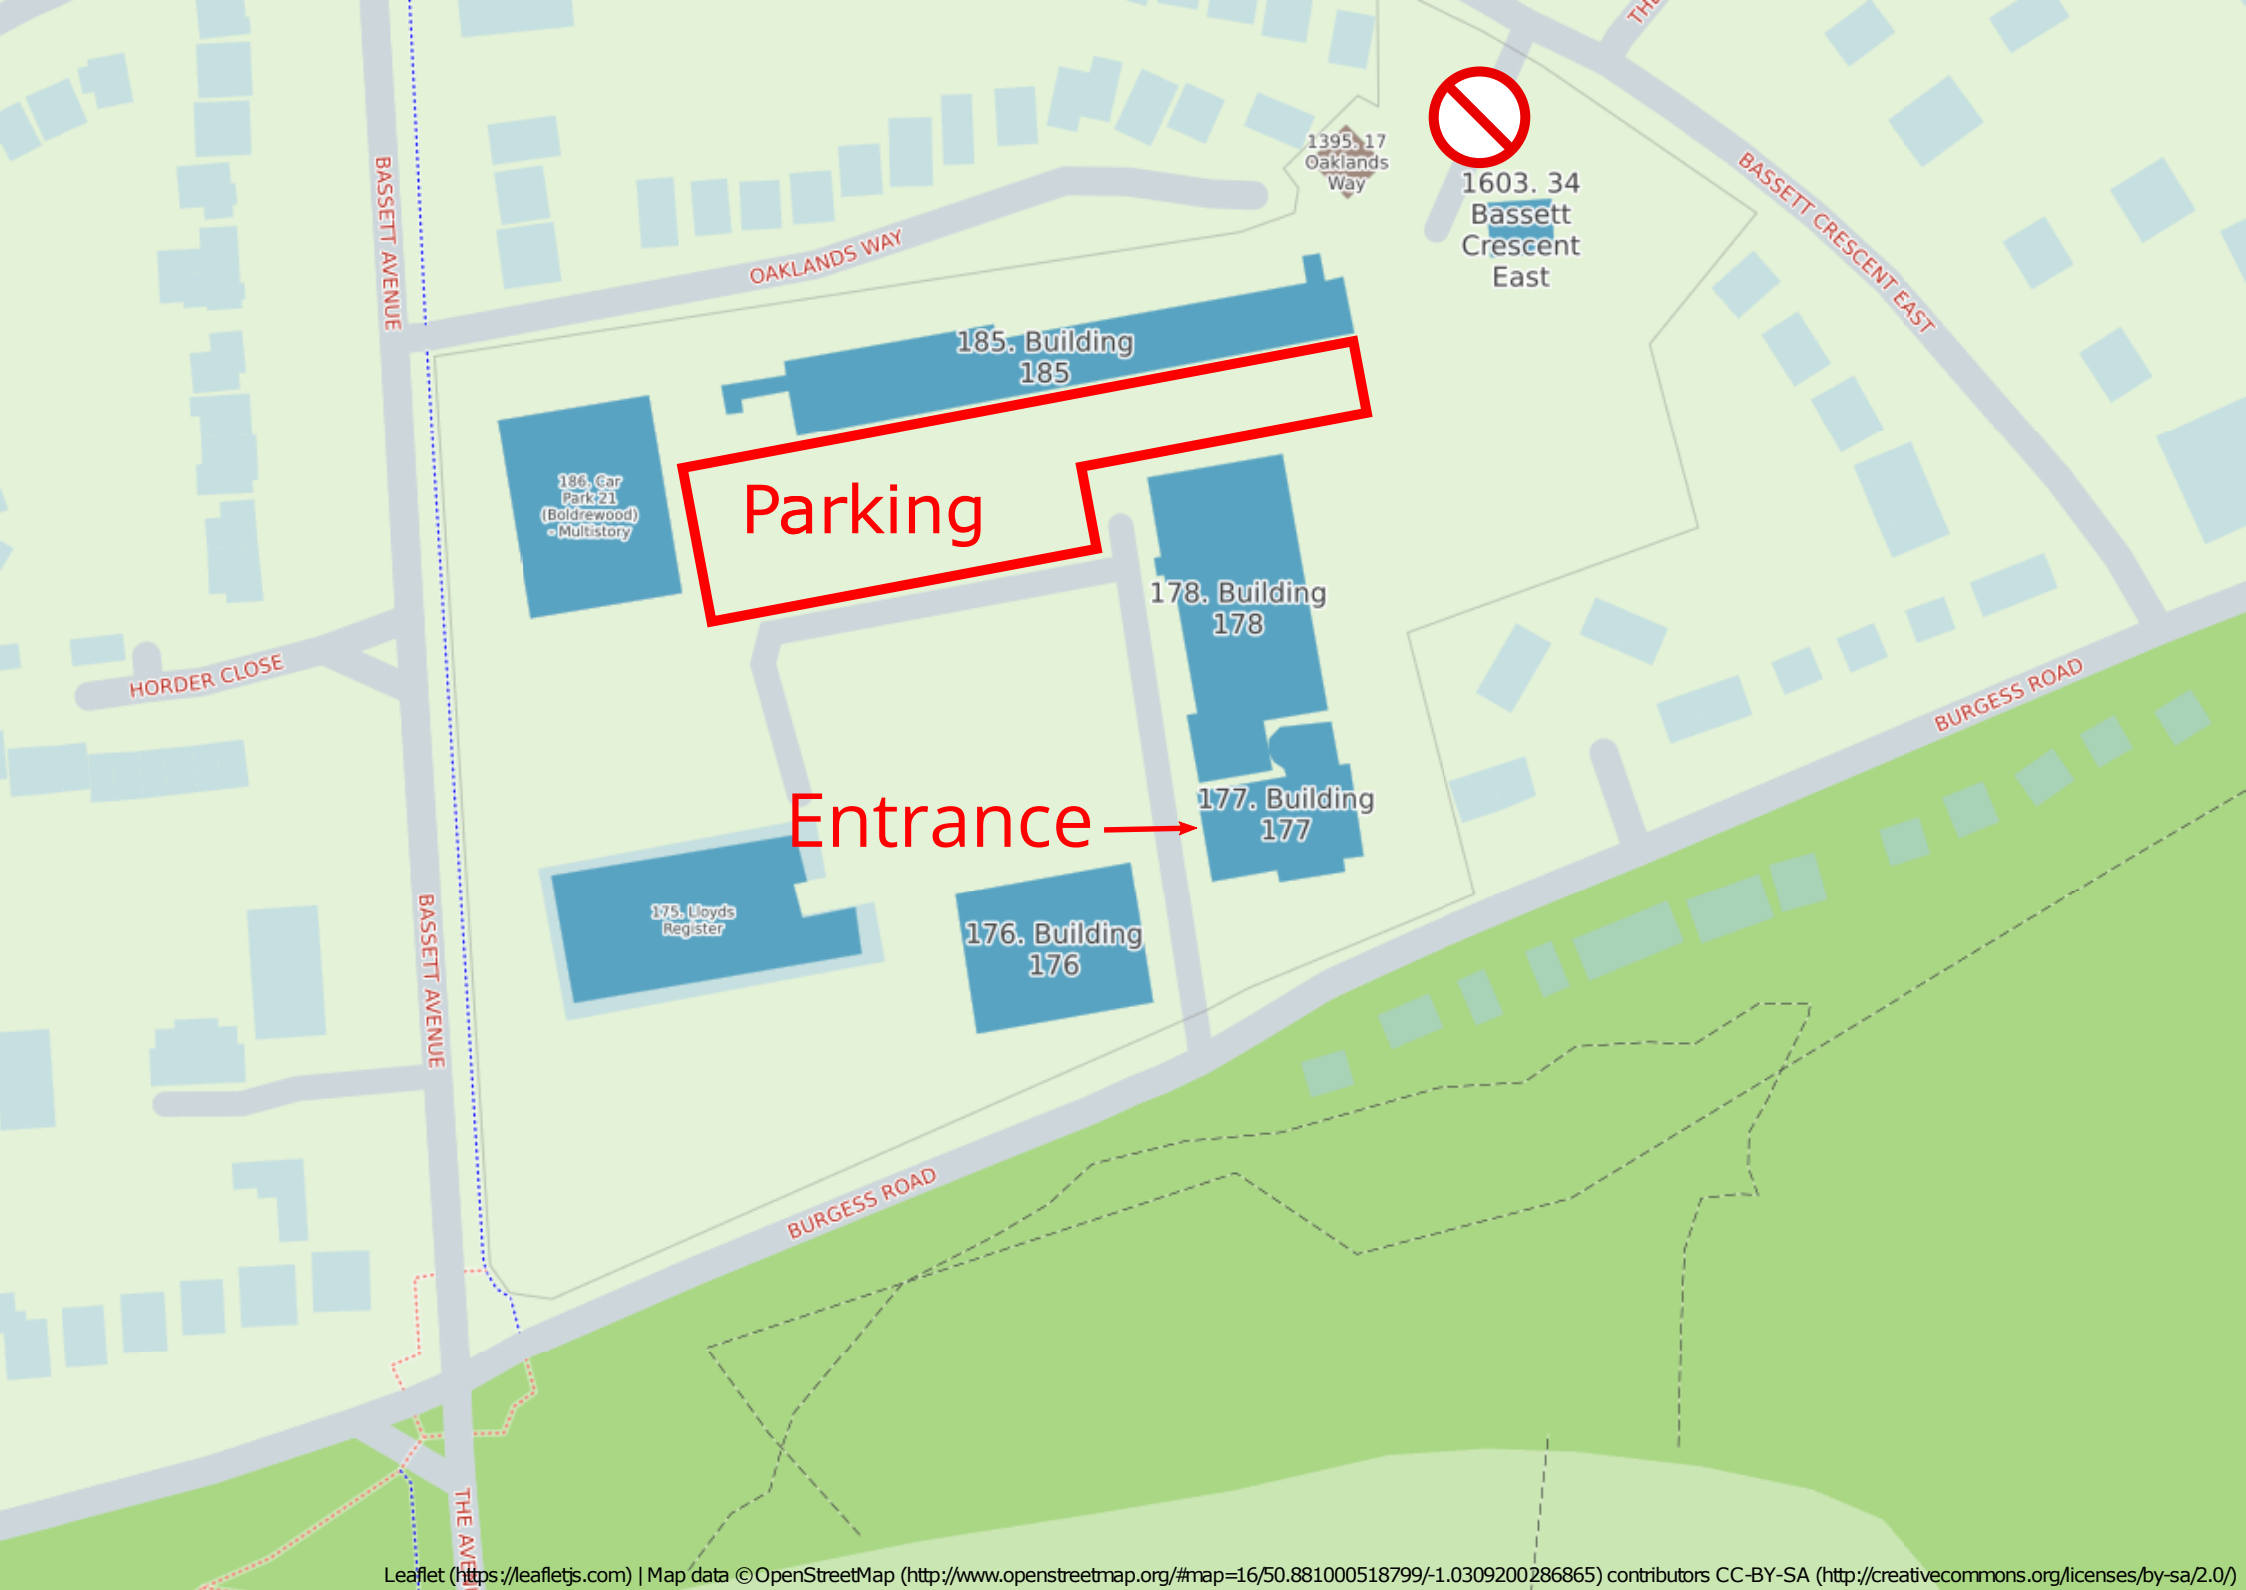 THE
1395. 17
Oaklands
Way
1603. 34
Bassett
Crescent
East
BASSETT AVENUE
BASSETT CRESCENT EAST
OAKLANDS WAY
185. Building
185
186. Car
Park 21
(Boldrewood)
- Multistory
Parking
178. Building
178
HORDER CLOSE
BURGESS ROAD
177. Building
177
Entrance
175. Lloyds
Register
176. Building
176
BASSETT AVENUE
BURGESS ROAD
THE
Leaflet (https://leafletjs.com) | Map data © OpenStreetMap (http://www.openstreetmap.org/#map=16/50.881000518799/-1.0309200286865) contributors CC-BY-SA (http://creativecommons.org/licenses/by-sa/2.0/)